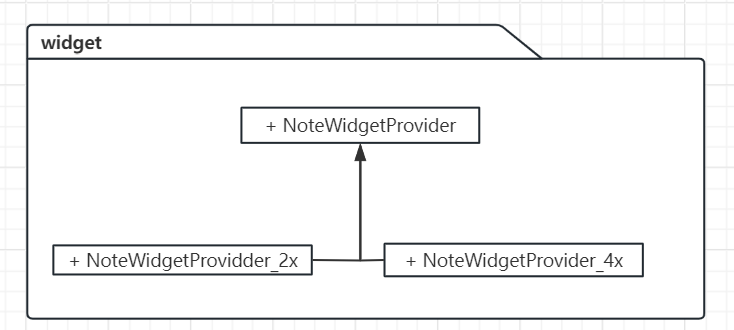 widget
+ NoteWidgetProvider
+ NoteWidgetProvidder_2x
+ NoteWidgetProvider_4x